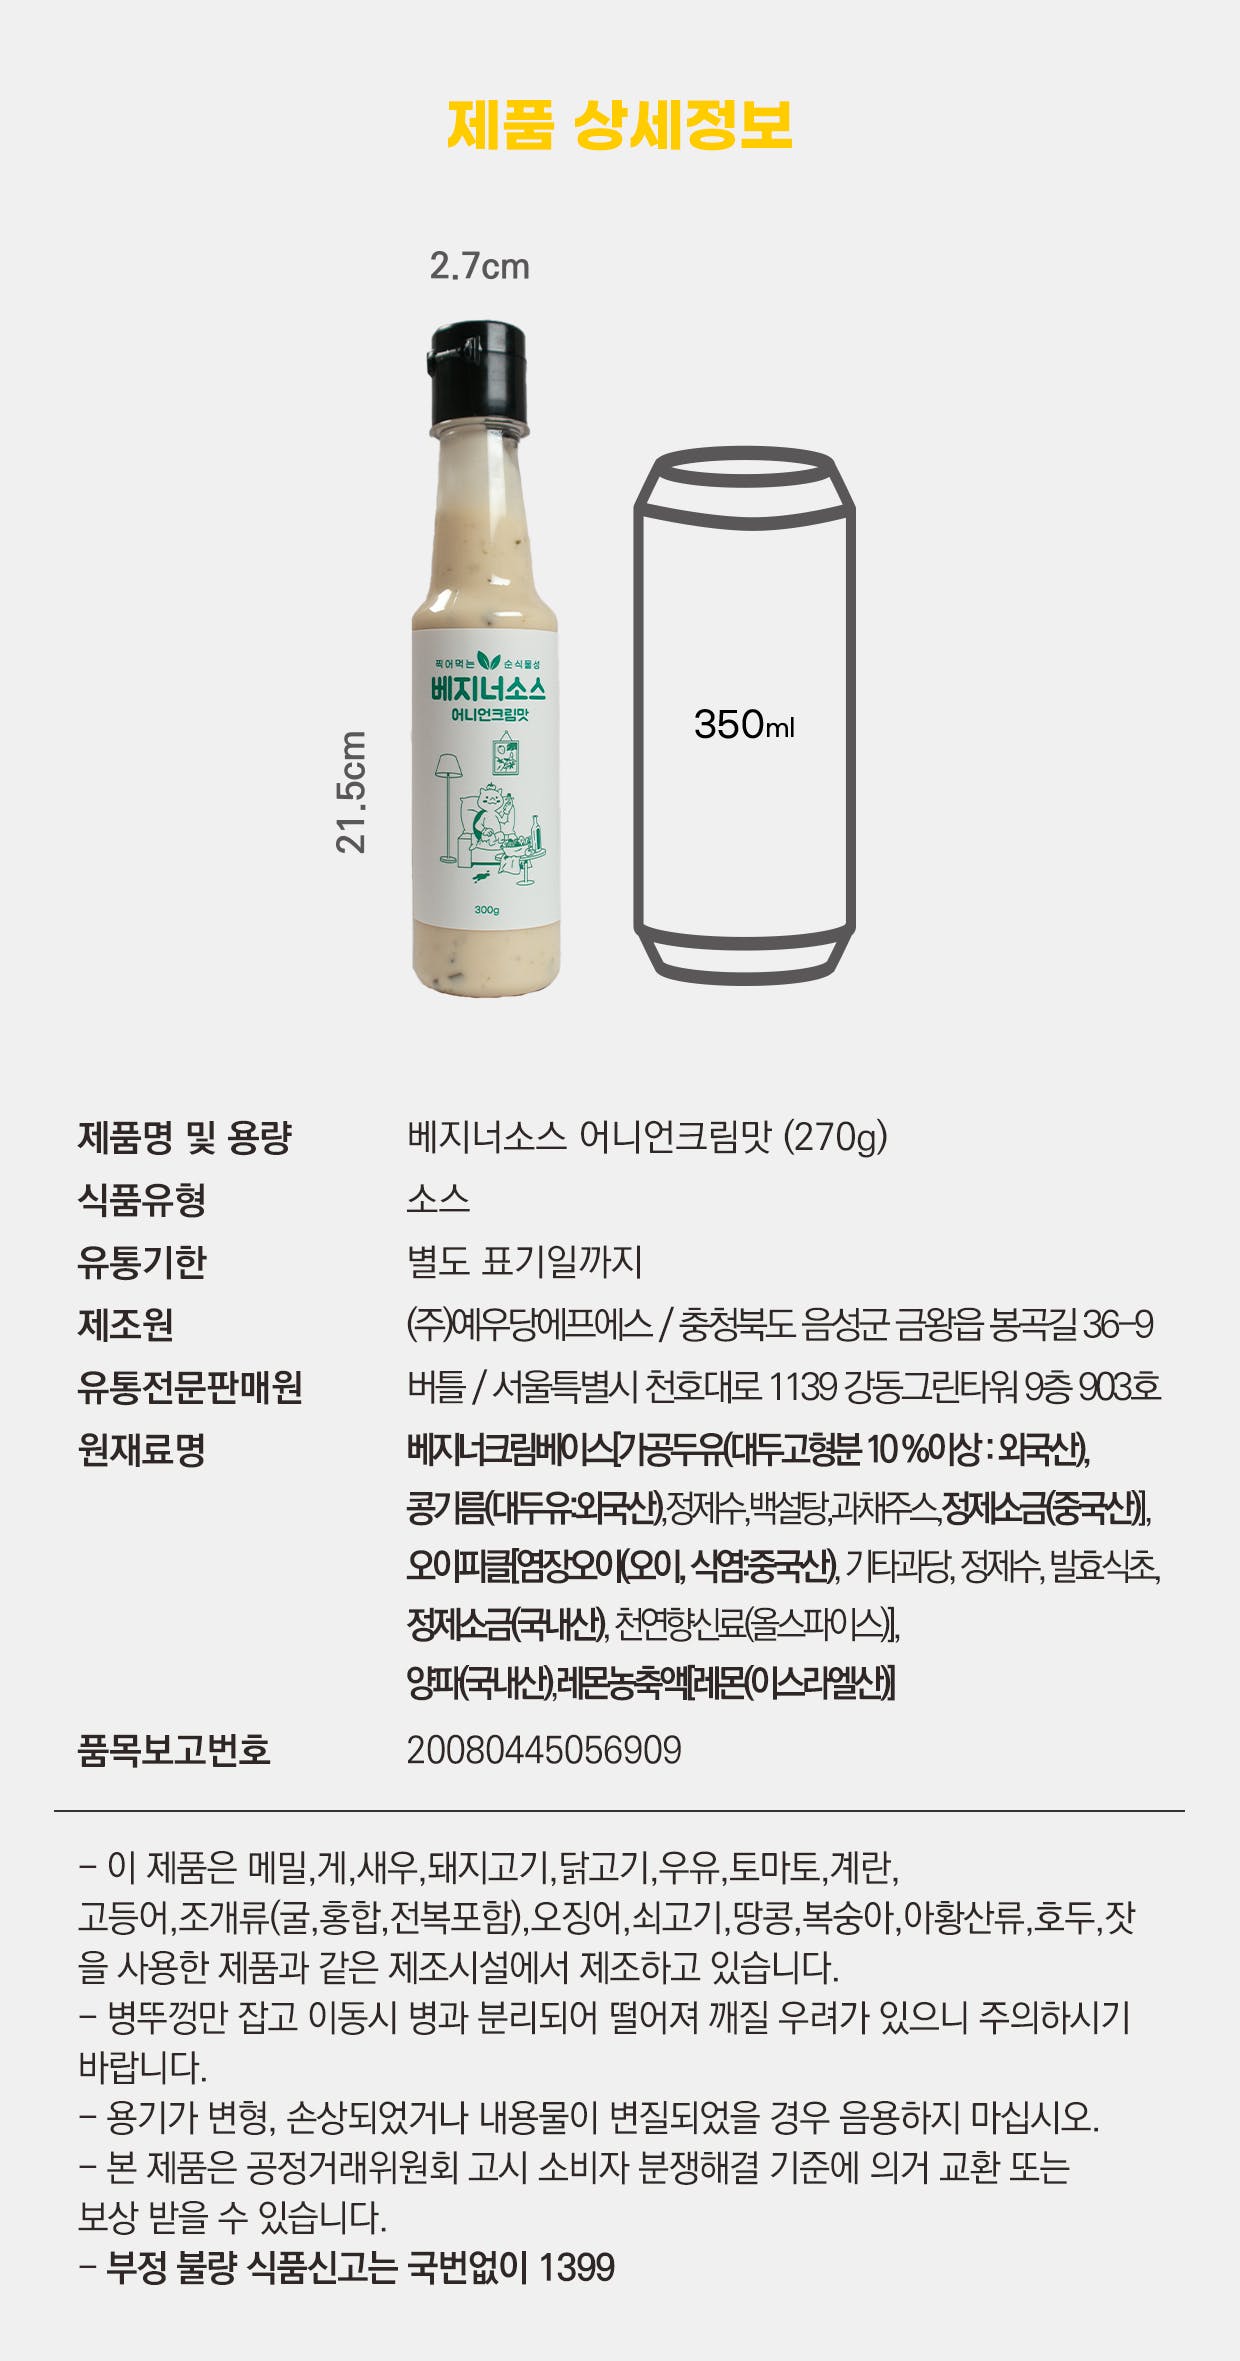 제품 상세정보
2.7cm
21.5cm
찍어먹는 순식물성
베지너소스
어니언크림맛
300g
350ml
제품명 및 용량 베지너소스 어니언크림맛 (270g)
식품유형 소스
유통기한 별도 표기일까지
제조원 (주)예우당에프에스 / 충청북도 음성군 금왕읍 봉곡길 36-9
유통전문판매원 버틀 / 서울특별시 천호대로 1139 강동그린타워 9층 903호
원재료명 베지너크림베이스[가공두유(대두고형분 10%이상 : 외국산),
콩기름(대두유:외국산),정제수,백설탕,과채주스,정제소금(중국산)],
오이피클[염장오이(오이, 식염:중국산), 기타과당, 정제수, 발효식초,
정제소금(국내산), 천연향신료(올스파이스)],
양파(국내산),레몬농축액[레몬(이스라엘산)]
품목보고번호 20080445056909
- 이 제품은 메밀,게,새우,돼지고기,닭고기,우유,토마토,계란,
고등어,조개류(굴,홍합,전복포함),오징어,쇠고기,땅콩,복숭아,아황산류,호두,잣
을 사용한 제품과 같은 제조시설에서 제조하고 있습니다.
- 병뚜껑만 잡고 이동시 병과 분리되어 떨어져 깨질 우려가 있으니 주의하시기
바랍니다.
- 용기가 변형, 손상되었거나 내용물이 변질되었을 경우 음용하지 마십시오.
- 본 제품은 공정거래위원회 고시 소비자 분쟁해결 기준에 의거 교환 또는
보상 받을 수 있습니다.
- 부정 불량 식품신고는 국번없이 1399